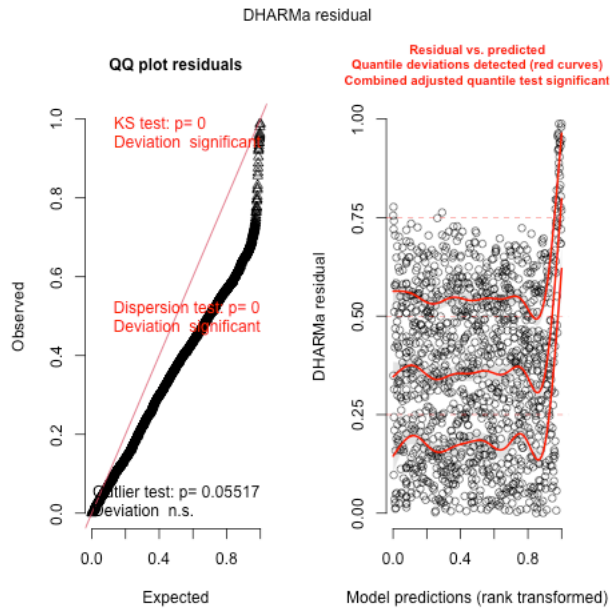 DHARMa residual
QQ plot residuals
KS test: p= 0
Deviation significant
Dispersion test: p= 0
Deviation significant
Outlier test: p= 0.05517
Deviation n.s.
Observed
0.0
0.2
0.4
0.6
0.8
1.0
0.0
0.4
0.8
Expected
Residual vs. predicted
Quantile deviations detected (red curves)
Combined adjusted quantile test significant
DHARMa residual
0.00
0.25
0.50
0.75
1.00
0.0
0.4
0.8
Model predictions (rank transformed)